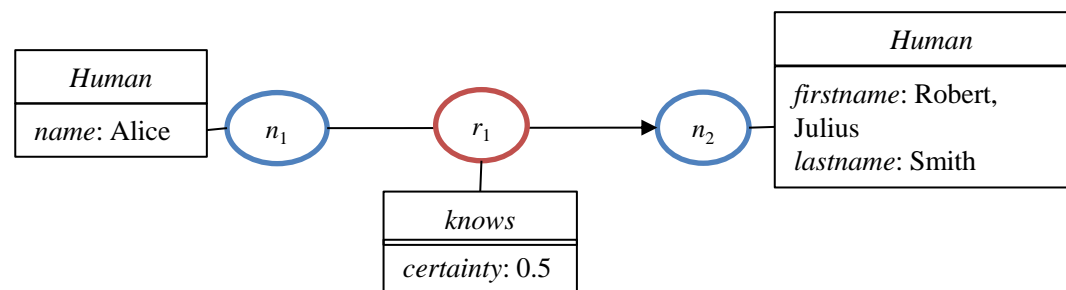 Human
name: Alice
n1
r1
n2
Human
firstname: Robert,
Julius
lastname: Smith
knows
certainty: 0.5